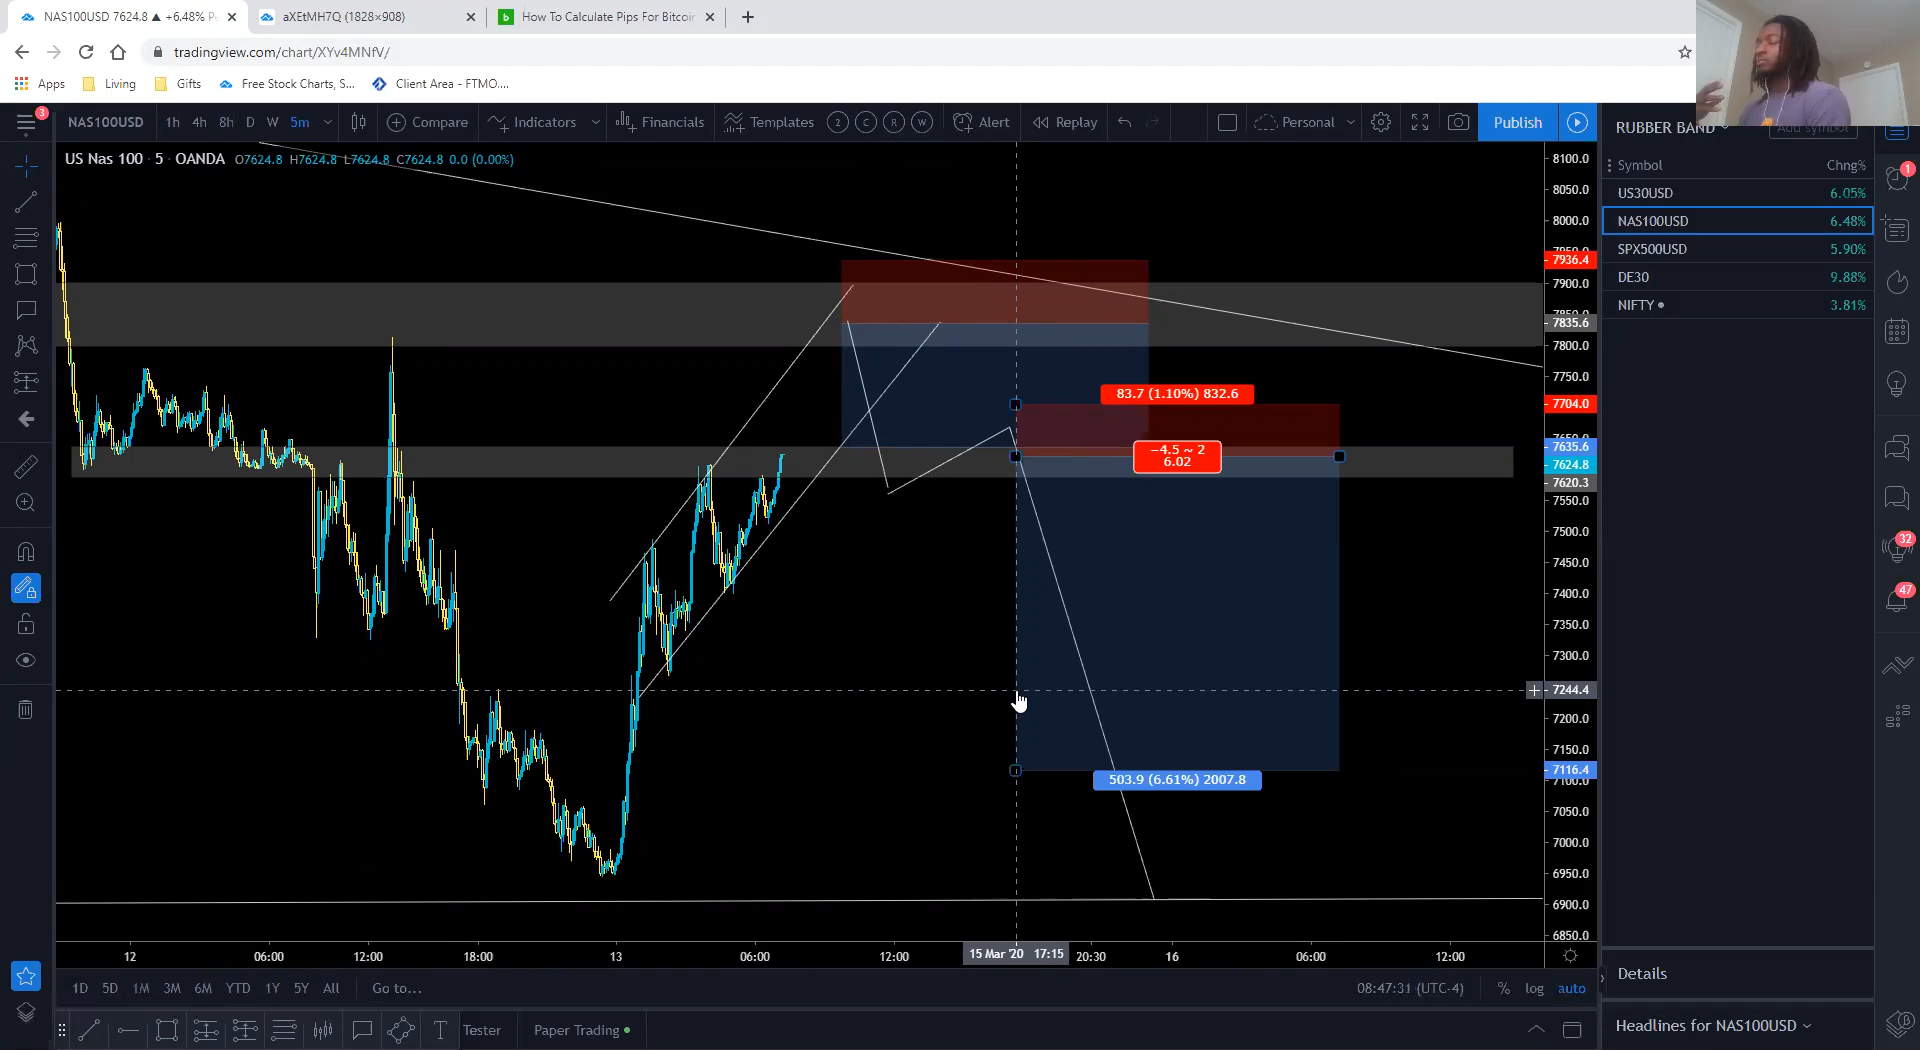 NAS100USD 7624.8 ▲ +6.48%
aXEtMH7Q (1828×908)
How To Calculate Pips For Bitcoin
tradingview.com/chart/XYv4MNfV/
Apps
Living
Gifts
Free Stock Charts, S...
Client Area - FTMO....
3
NAS100USD
1h
4h
8h
D
W
5m
Compare
Indicators
Financials
Templates
2
C
R
W
Alert
Replay
Personal
Publish
RUBBER BAND
Add symbol
US Nas 100 · 5 · OANDA O7624.8 H7624.8 L7624.8 C7624.8 0.0 (0.00%)
Symbol
Chng%
US30USD
6.05%
NAS100USD
6.48%
SPX500USD
5.90%
DE30
9.88%
NIFTY
3.81%
1
32
47
8100.0
8050.0
8000.0
7936.4
7900.0
7835.6
7800.0
7750.0
7704.0
7635.6
7624.8
7620.3
7550.0
7500.0
7450.0
7400.0
7350.0
7300.0
7244.4
7200.0
7150.0
7116.4
7100.0
7050.0
7000.0
6950.0
6900.0
6850.0
83.7 (1.10%) 832.6
−4.5 ~ 2
6.02
503.9 (6.61%) 2007.8
12
06:00
12:00
18:00
13
06:00
12:00
15 Mar '20 17:15
20:30
16
06:00
12:00
1D
5D
1M
3M
6M
YTD
1Y
5Y
All
Go to...
08:47:31 (UTC-4)
%
log
auto
T
Tester
Paper Trading
Details
Headlines for NAS100USD